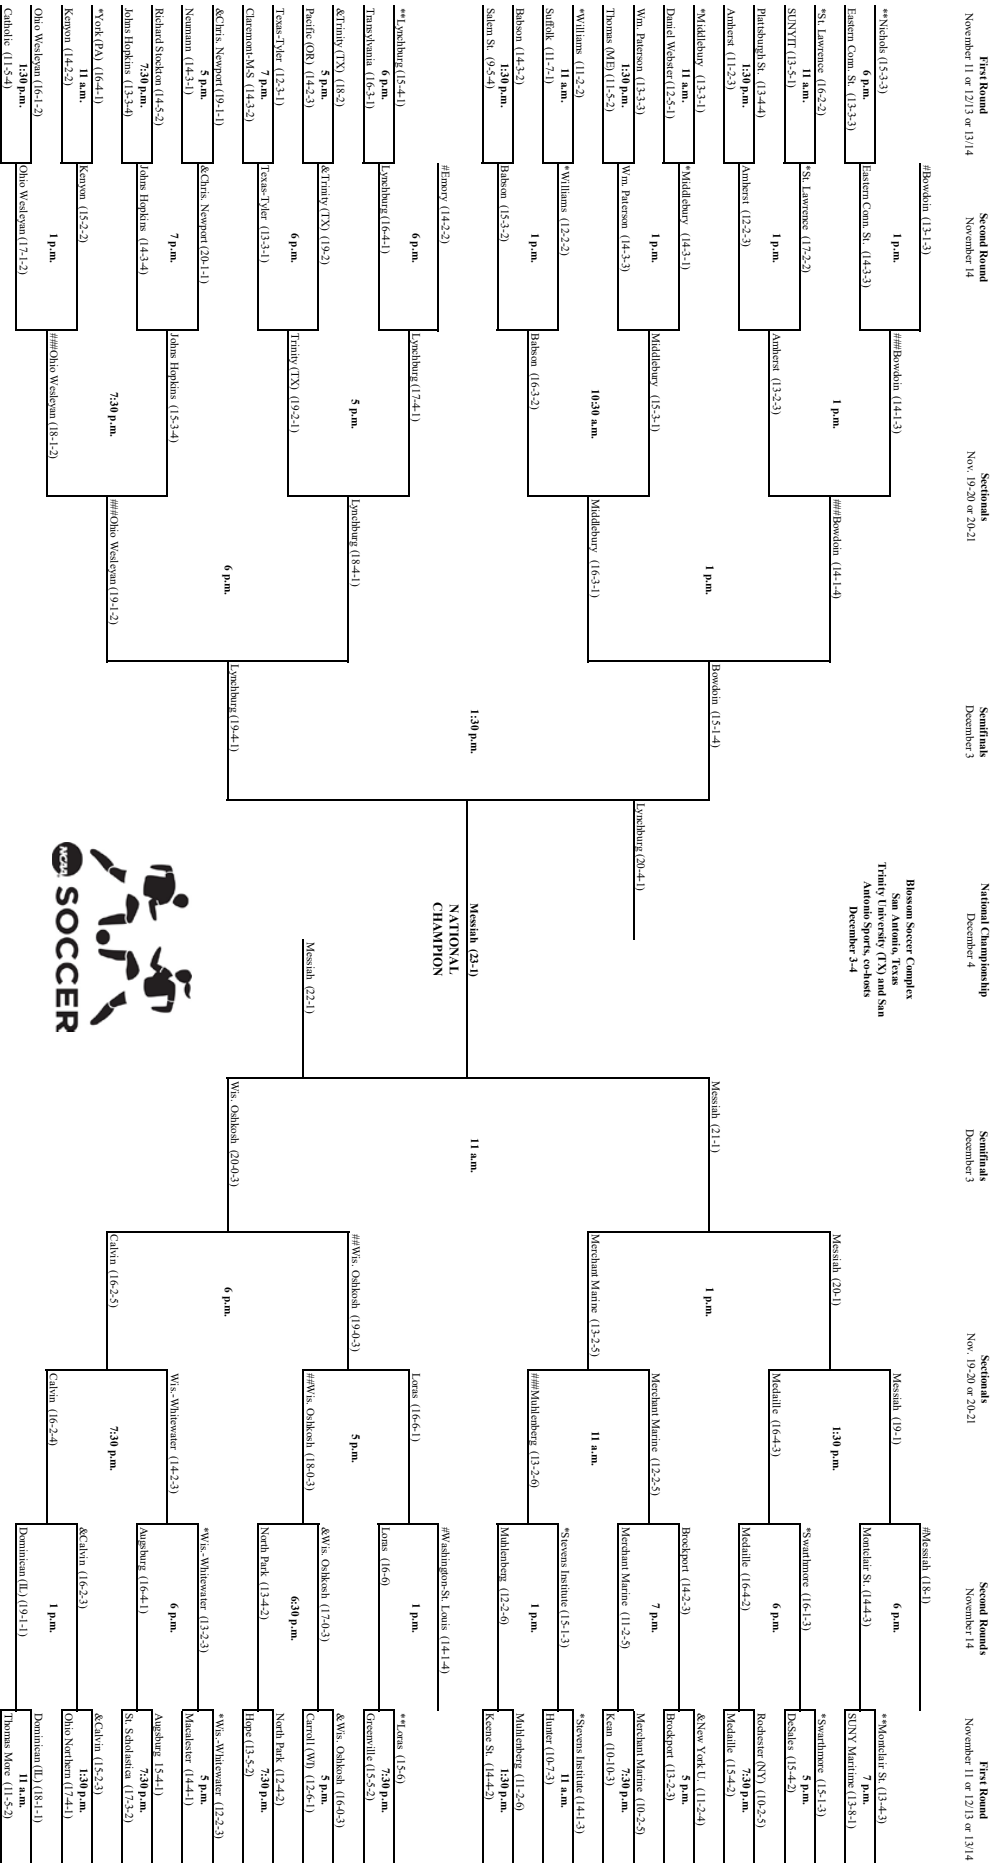 First Round
November 11 or 12/13 or 13/14
Second Round
November 14
Sectionals
Nov. 19-20 or 20-21
Semifinals
December 3
National Championship
December 4
Semifinals
December 3
Sectionals
Nov. 19-20 or 20-21
Second Rounds
November 14
First Round
November 11 or 12/13 or 13/14
Blossom Soccer Complex
San Antonio, Texas
Trinity University (TX) and San
Antonio Sports, co-hosts
December 3-4
**Nichols (15-3-3)
6 p.m.
Eastern Conn. St. (13-3-3)
*St. Lawrence (16-2-2)
11 a.m.
SUNYIT (13-5-1)
Plattsburgh St. (13-4-4)
1:30 p.m.
Amherst (11-2-3)
*Middlebury (13-3-1)
11 a.m.
Daniel Webster (12-5-1)
Wm. Paterson (13-3-3)
1:30 p.m.
Thomas (ME) (11-5-2)
*Williams (11-2-2)
11 a.m.
Suffolk (11-7-1)
Babson (14-3-2)
1:30 p.m.
Salem St. (9-5-4)
**Lynchburg (15-4-1)
6 p.m.
Transylvania (16-3-1)
&Trinity (TX) (18-2)
5 p.m.
Pacific (OR) (14-2-3)
Texas-Tyler (12-3-1)
7 p.m.
Claremont-M-S (14-3-2)
&Chris. Newport (19-1-1)
5 p.m.
Neumann (14-3-1)
Richard Stockton (14-5-2)
7:30 p.m.
Johns Hopkins (13-3-4)
*York (PA) (16-4-1)
11 a.m.
Kenyon (14-2-2)
Ohio Wesleyan (16-1-2)
1:30 p.m.
Catholic (11-5-4)
#Bowdoin (13-1-3)
1 p.m.
Eastern Conn. St. (14-3-3)
*St. Lawrence (17-2-2)
1 p.m.
Amherst (12-2-3)
*Middlebury (14-3-1)
1 p.m.
Wm. Paterson (14-3-3)
*Williams (12-2-2)
1 p.m.
Babson (15-3-2)
#Emory (14-2-2)
6 p.m.
Lynchburg (16-4-1)
&Trinity (TX) (19-2)
6 p.m.
Texas-Tyler (13-3-1)
&Chris. Newport (20-1-1)
7 p.m.
Johns Hopkins (14-3-4)
Kenyon (15-2-2)
1 p.m.
Ohio Wesleyan (17-1-2)
###Bowdoin (14-1-3)
1 p.m.
Amherst (13-2-3)
Middlebury (15-3-1)
10:30 a.m.
Babson (16-3-2)
Lynchburg (17-4-1)
5 p.m.
Trinity (TX) (19-2-1)
Johns Hopkins (15-3-4)
7:30 p.m.
###Ohio Wesleyan (18-1-2)
###Bowdoin (14-1-4)
1 p.m.
Middlebury (16-3-1)
Lynchburg (18-4-1)
6 p.m.
###Ohio Wesleyan (19-1-2)
Bowdoin (15-1-4)
1:30 p.m.
Lynchburg (19-4-1)
Lynchburg (20-4-1)
Messiah (23-1)
NATIONAL
CHAMPION
Messiah (22-1)
NCAA SOCCER
Messiah (21-1)
11 a.m.
Wis. Oshkosh (20-0-3)
Messiah (20-1)
1 p.m.
Merchant Marine (13-2-5)
##Wis. Oshkosh (19-0-3)
6 p.m.
Calvin (16-2-5)
Messiah (19-1)
1:30 p.m.
Medaille (16-4-3)
Merchant Marine (12-2-5)
11 a.m.
###Muhlenberg (13-2-6)
Loras (16-6-1)
5 p.m.
##Wis. Oshkosh (18-0-3)
Wis.-Whitewater (14-2-3)
7:30 p.m.
Calvin (16-2-4)
#Messiah (18-1)
6 p.m.
Montclair St. (14-4-3)
*Swarthmore (16-1-3)
6 p.m.
Medaille (16-4-2)
Brockport (14-2-3)
7 p.m.
Merchant Marine (11-2-5)
*Stevens Institute (15-1-3)
1 p.m.
Muhlenberg (12-2-6)
#Washington-St. Louis (14-1-4)
1 p.m.
Loras (16-6)
&Wis. Oshkosh (17-0-3)
6:30 p.m.
North Park (13-4-2)
*Wis.-Whitewater (13-2-3)
6 p.m.
Augsburg (16-4-1)
&Calvin (16-2-3)
1 p.m.
Dominican (IL) (19-1-1)
**Montclair St. (13-4-3)
7 p.m.
SUNY Maritime (13-8-1)
*Swarthmore (15-1-3)
5 p.m.
DeSales (15-4-2)
Rochester (NY) (10-2-5)
7:30 p.m.
Medaille (15-4-2)
&New York U. (11-2-4)
5 p.m.
Brockport (13-2-3)
Merchant Marine (10-2-5)
7:30 p.m.
Kean (10-10-3)
*Stevens Institute (14-1-3)
11 a.m.
Hunter (10-7-3)
Muhlenberg (11-2-6)
1:30 p.m.
Keene St. (14-4-2)
**Loras (15-6)
7:30 p.m.
Greenville (15-5-2)
&Wis. Oshkosh (16-0-3)
5 p.m.
Carroll (WI) (12-6-1)
North Park (12-4-2)
7:30 p.m.
Hope (13-5-2)
*Wis.-Whitewater (12-2-3)
5 p.m.
Macalester (14-4-1)
Augsburg 15-4-1)
7:30 p.m.
St. Scholastica (17-3-2)
&Calvin (15-2-3)
1:30 p.m.
Ohio Northern (17-4-1)
Dominican (IL) (18-1-1)
11 a.m.
Thomas More (11-5-2)